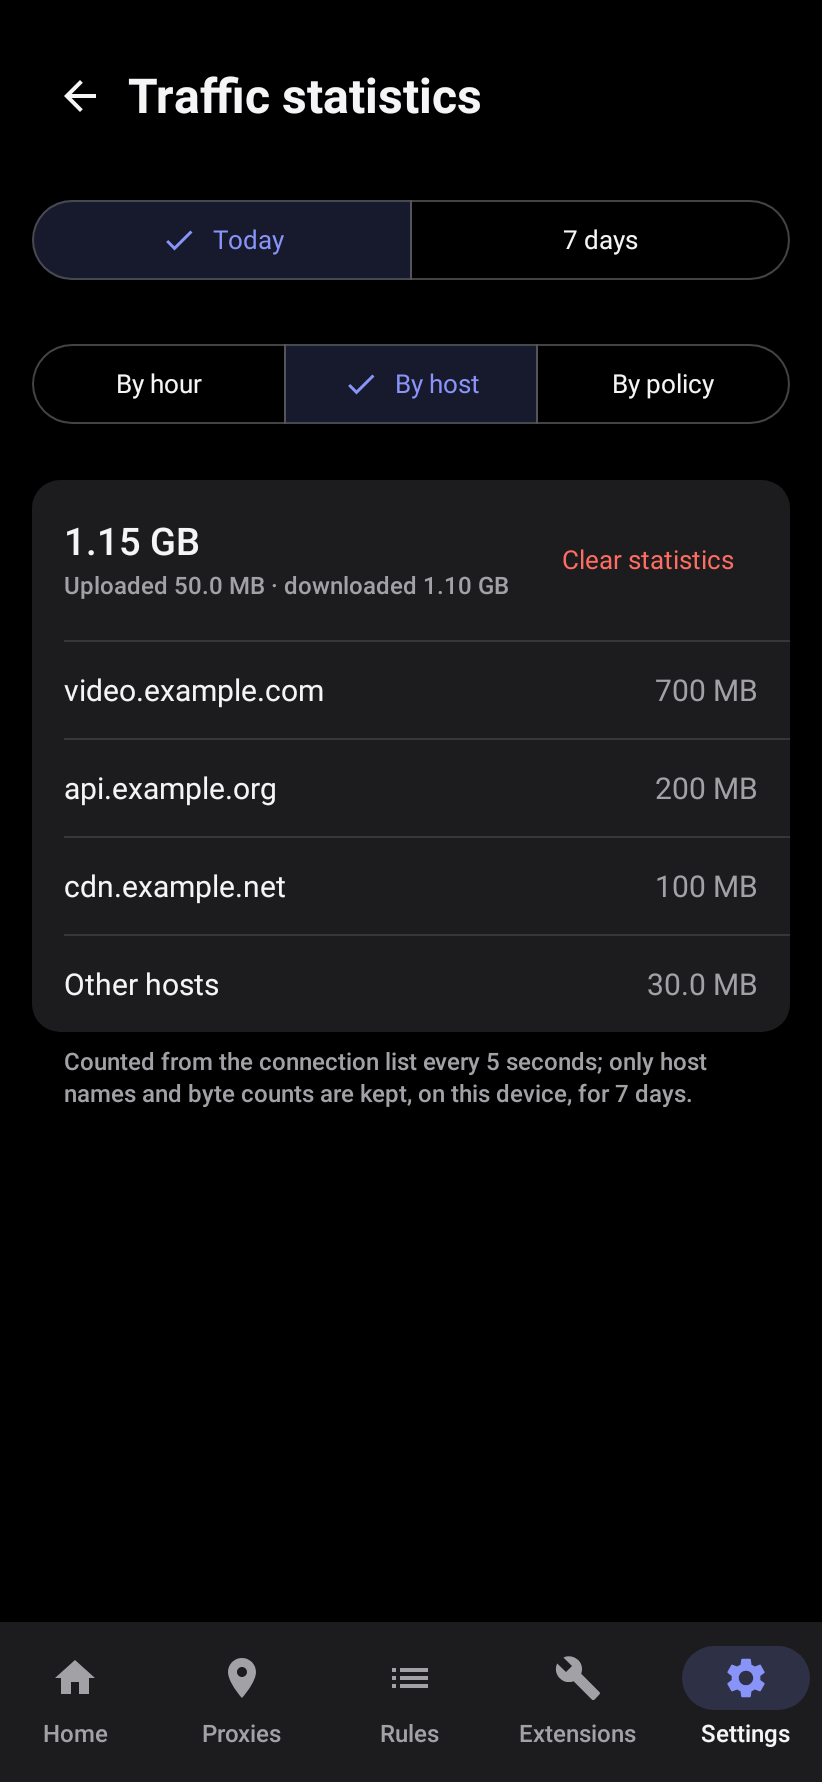 Traffic statistics
Today
7 days
By hour
By host
By policy
1.15 GB
Uploaded 50.0 MB · downloaded 1.10 GB
Clear statistics
video.example.com
700 MB
api.example.org
200 MB
cdn.example.net
100 MB
Other hosts
30.0 MB
Counted from the connection list every 5 seconds; only host
names and byte counts are kept, on this device, for 7 days.
Home
Proxies
Rules
Extensions
Settings